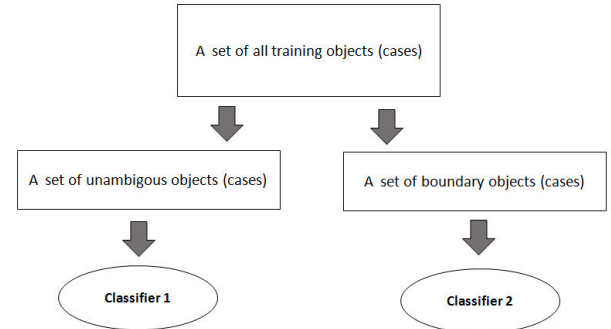 A set of all training objects (cases)
A set of unambigous objects (cases)
A set of boundary objects (cases)
Classifier 1
Classifier 2